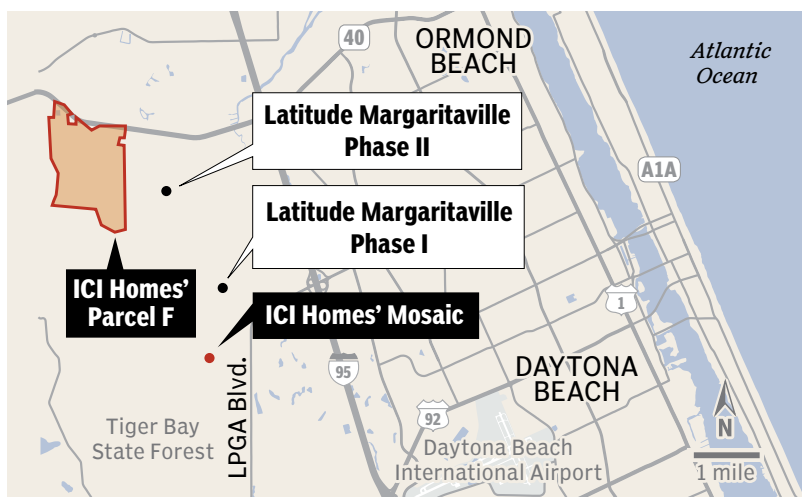 40
ORMOND
BEACH
Atlantic
Ocean
Latitude Margaritaville
Phase II
A1A
Latitude Margaritaville
Phase I
ICI Homes'
Parcel F
ICI Homes' Mosaic
1
95
DAYTONA
BEACH
LPGA Blvd.
92
Tiger Bay
State Forest
Daytona Beach
International Airport
N
1 mile